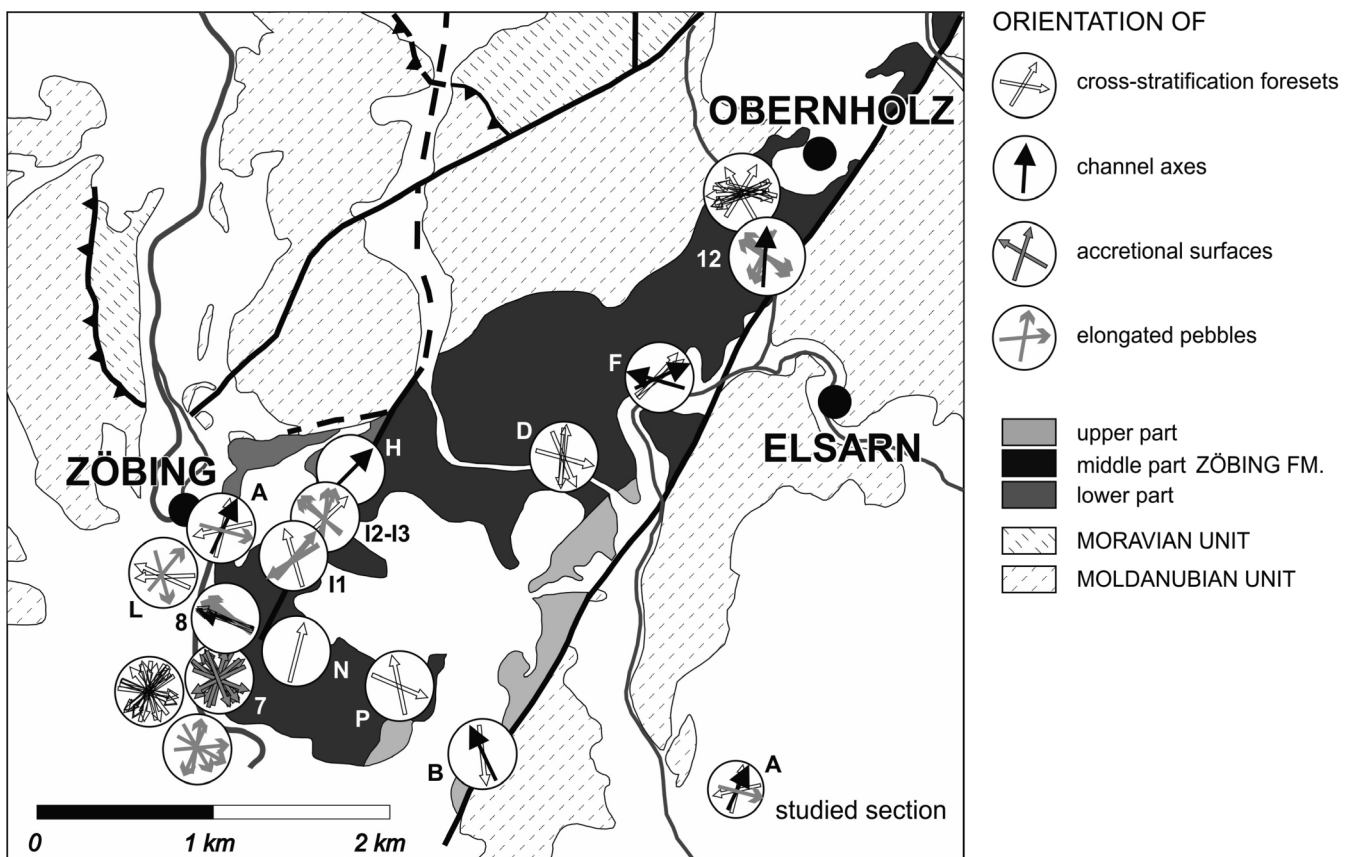 ORIENTATION OF
cross-stratification foresets
channel axes
accretional surfaces
elongated pebbles
upper part
middle part ZÖBING FM.
lower part
MORAVIAN UNIT
MOLDANUBIAN UNIT
OBERNHOLZ
12
F
ELSARN
D
H
ZÖBING
A
I2-I3
I1
L
8
N
7
P
B
A
studied section
0 1 km 2 km